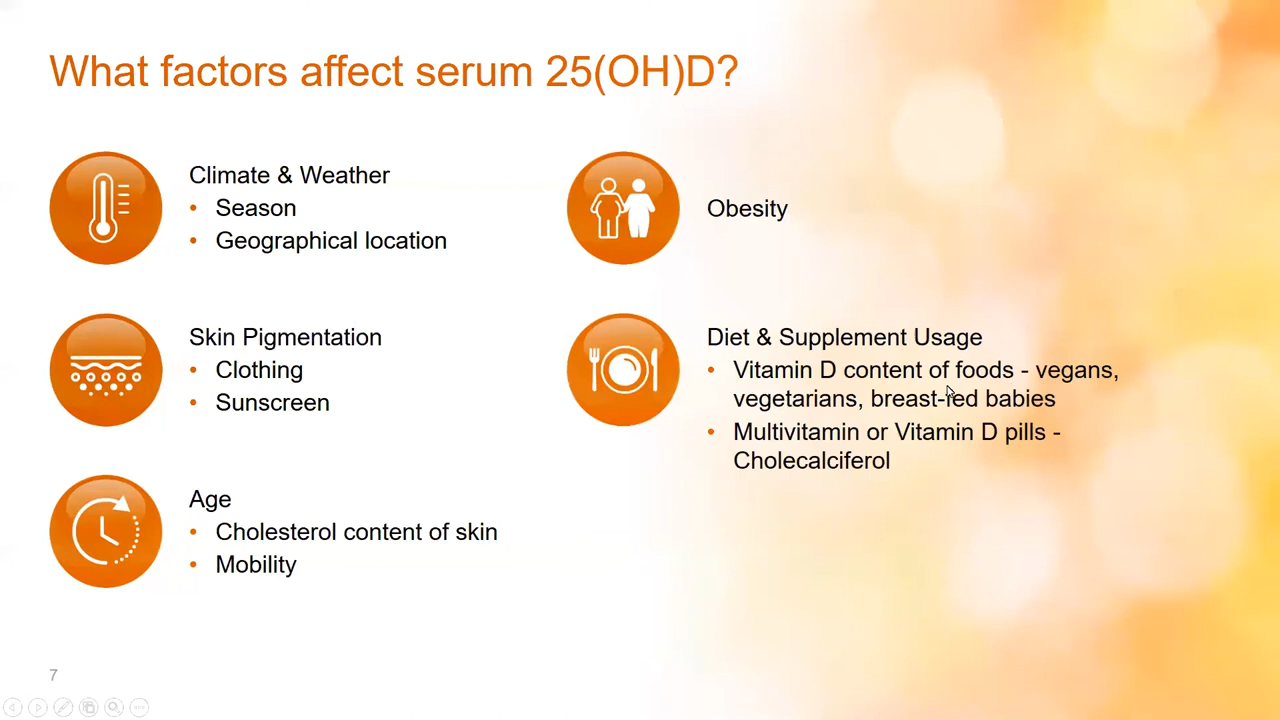 What factors affect serum 25(OH)D?
Climate & Weather
• Season
• Geographical location
Skin Pigmentation
• Clothing
• Sunscreen
Age
• Cholesterol content of skin
• Mobility
Obesity
Diet & Supplement Usage
• Vitamin D content of foods - vegans,
vegetarians, breast-fed babies
• Multivitamin or Vitamin D pills -
Cholecalciferol
7